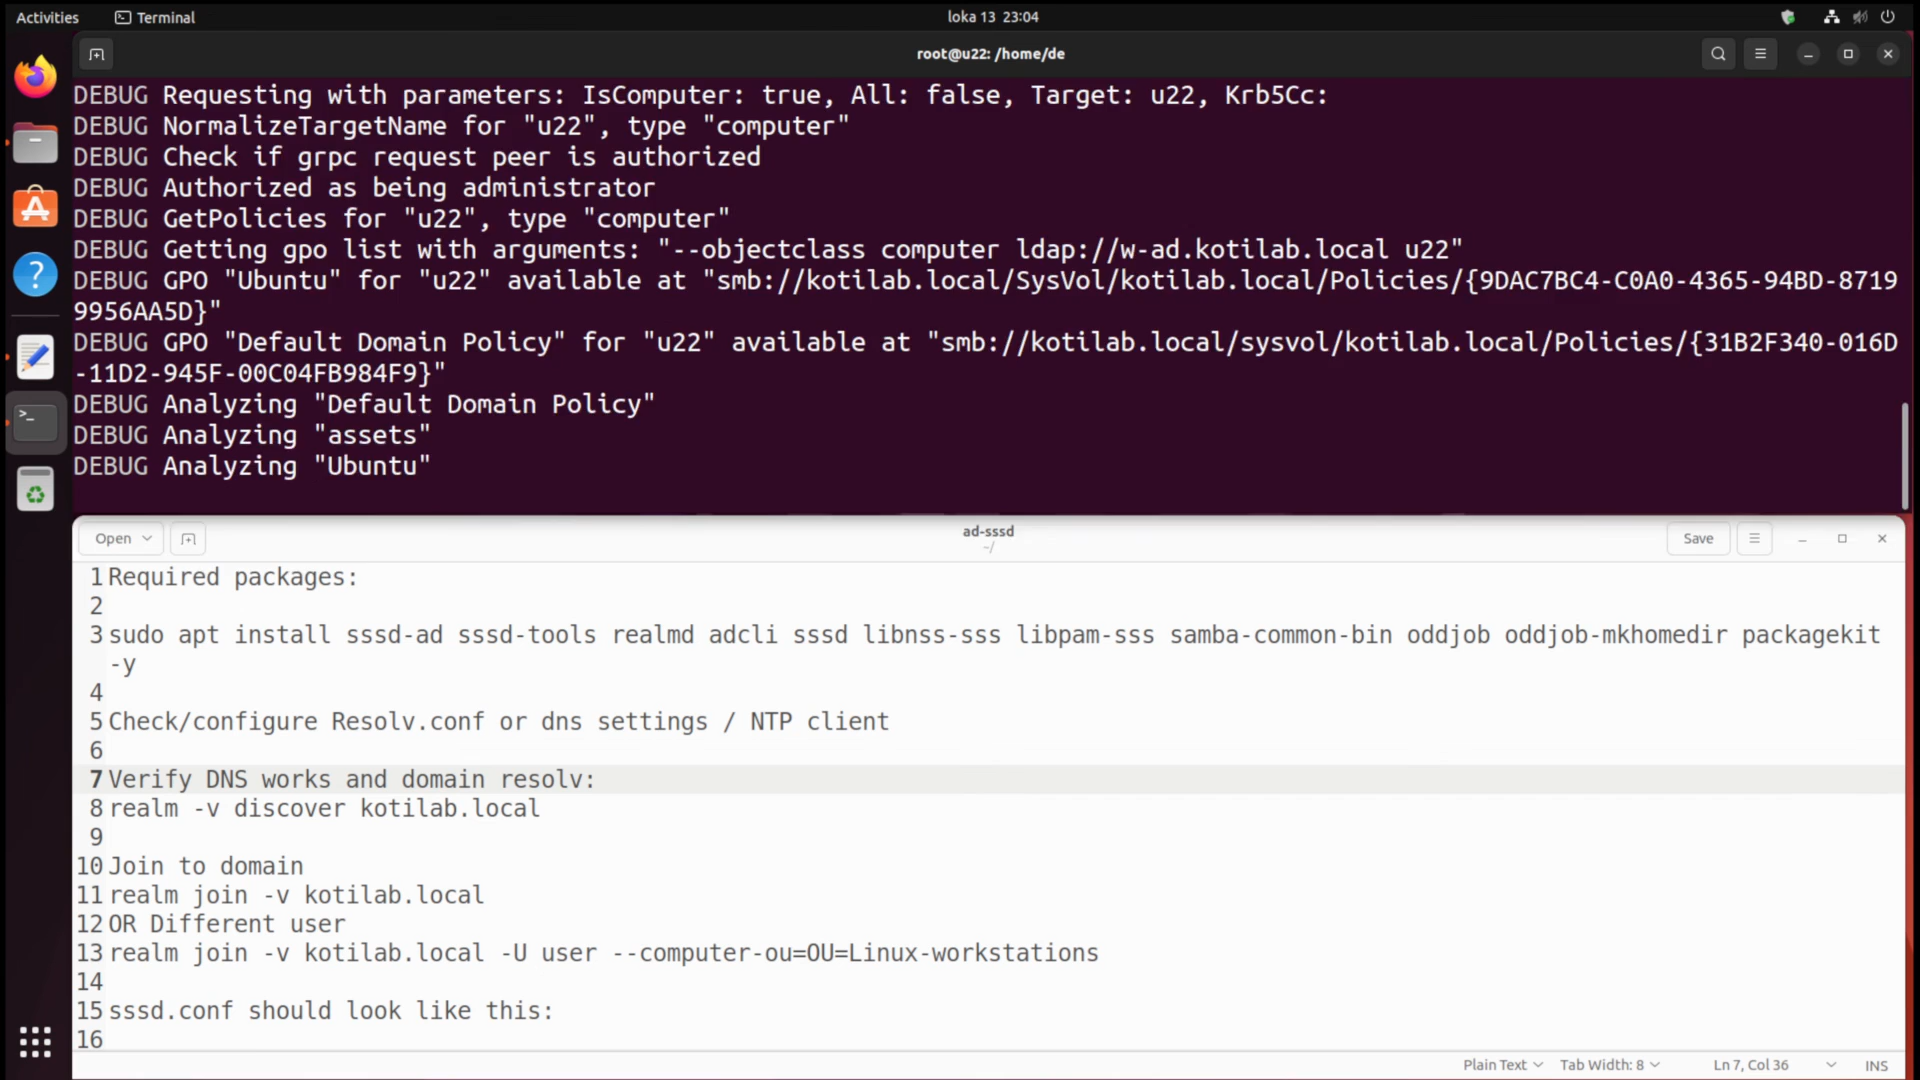 Activities
Terminal
loka 13 23:04
root@u22: /home/de
DEBUG Requesting with parameters: IsComputer: true, All: false, Target: u22, Krb5Cc:
DEBUG NormalizeTargetName for "u22", type "computer"
DEBUG Check if grpc request peer is authorized
DEBUG Authorized as being administrator
DEBUG GetPolicies for "u22", type "computer"
DEBUG Getting gpo list with arguments: "--objectclass computer ldap://w-ad.kotilab.local u22"
DEBUG GPO "Ubuntu" for "u22" available at "smb://kotilab.local/SysVol/kotilab.local/Policies/{9DAC7BC4-C0A0-4365-94BD-8719
9956AA5D}"
DEBUG GPO "Default Domain Policy" for "u22" available at "smb://kotilab.local/sysvol/kotilab.local/Policies/{31B2F340-016D
-11D2-945F-00C04FB984F9}"
DEBUG Analyzing "Default Domain Policy"
DEBUG Analyzing "assets"
DEBUG Analyzing "Ubuntu"
Open
ad-sssd
~/
Save
1 Required packages:
2
3 sudo apt install sssd-ad sssd-tools realmd adcli sssd libnss-sss libpam-sss samba-common-bin oddjob oddjob-mkhomedir packagekit
-y
4
5 Check/configure Resolv.conf or dns settings / NTP client
6
7 Verify DNS works and domain resolv:
8 realm -v discover kotilab.local
9
10 Join to domain
11 realm join -v kotilab.local
12 OR Different user
13 realm join -v kotilab.local -U user --computer-ou=OU=Linux-workstations
14
15 sssd.conf should look like this:
16
Plain Text
Tab Width: 8
Ln 7, Col 36
INS